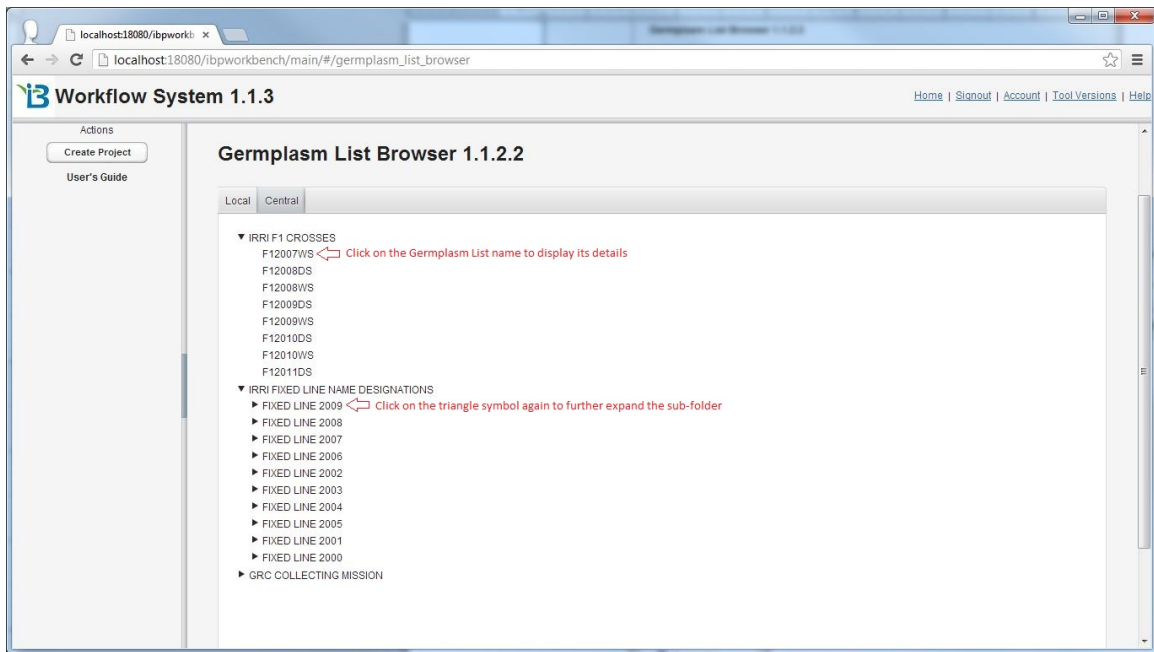 localhost:18080/ibpworkb ×
localhost:18080/ibpworkbench/main/#/germplasm_list_browser
iB Workflow System 1.1.3
Home | Signout | Account | Tool Versions | Help
Actions
Create Project
User's Guide
Germplasm List Browser 1.1.2.2
Local Central
IRRI F1 CROSSES
F12007WS Click on the Germplasm List name to display its details
F12008DS
F12008WS
F12009DS
F12009WS
F12010DS
F12010WS
F12011DS
IRRI FIXED LINE NAME DESIGNATIONS
FIXED LINE 2009 Click on the triangle symbol again to further expand the sub-folder
FIXED LINE 2008
FIXED LINE 2007
FIXED LINE 2006
FIXED LINE 2002
FIXED LINE 2003
FIXED LINE 2004
FIXED LINE 2005
FIXED LINE 2001
FIXED LINE 2000
GRC COLLECTING MISSION